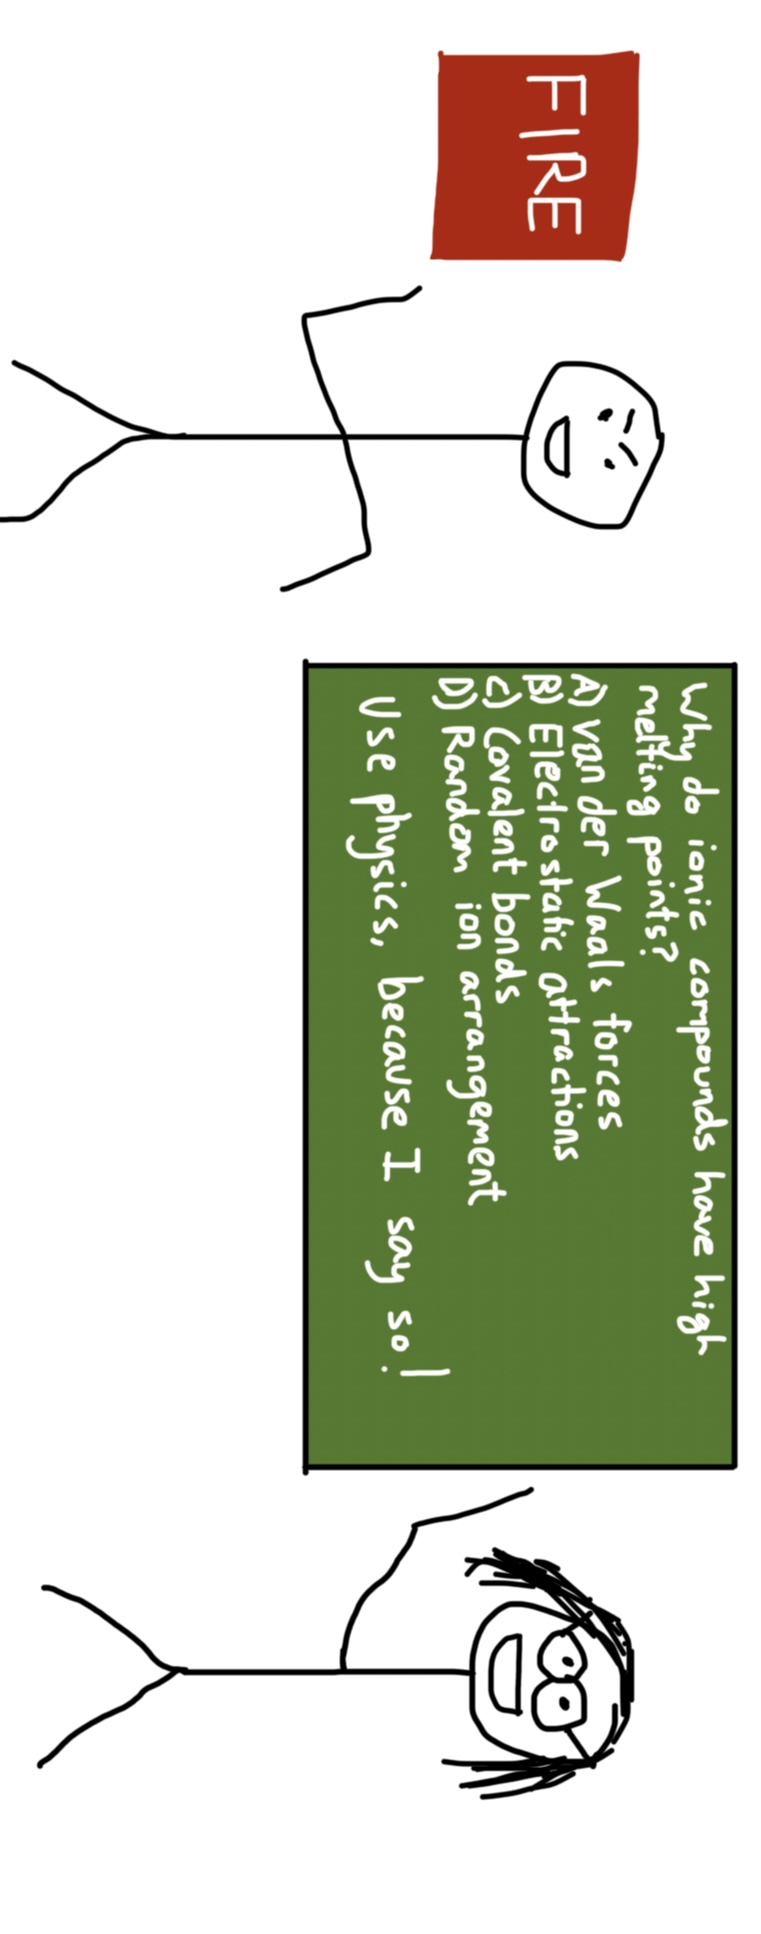 FIRE
Why do ionic compounds have high
melting points?
A) Van der Waals forces
B) Electrostatic attractions
C) Covalent bonds
D) Random ion arrangement
Use physics, because I say so!